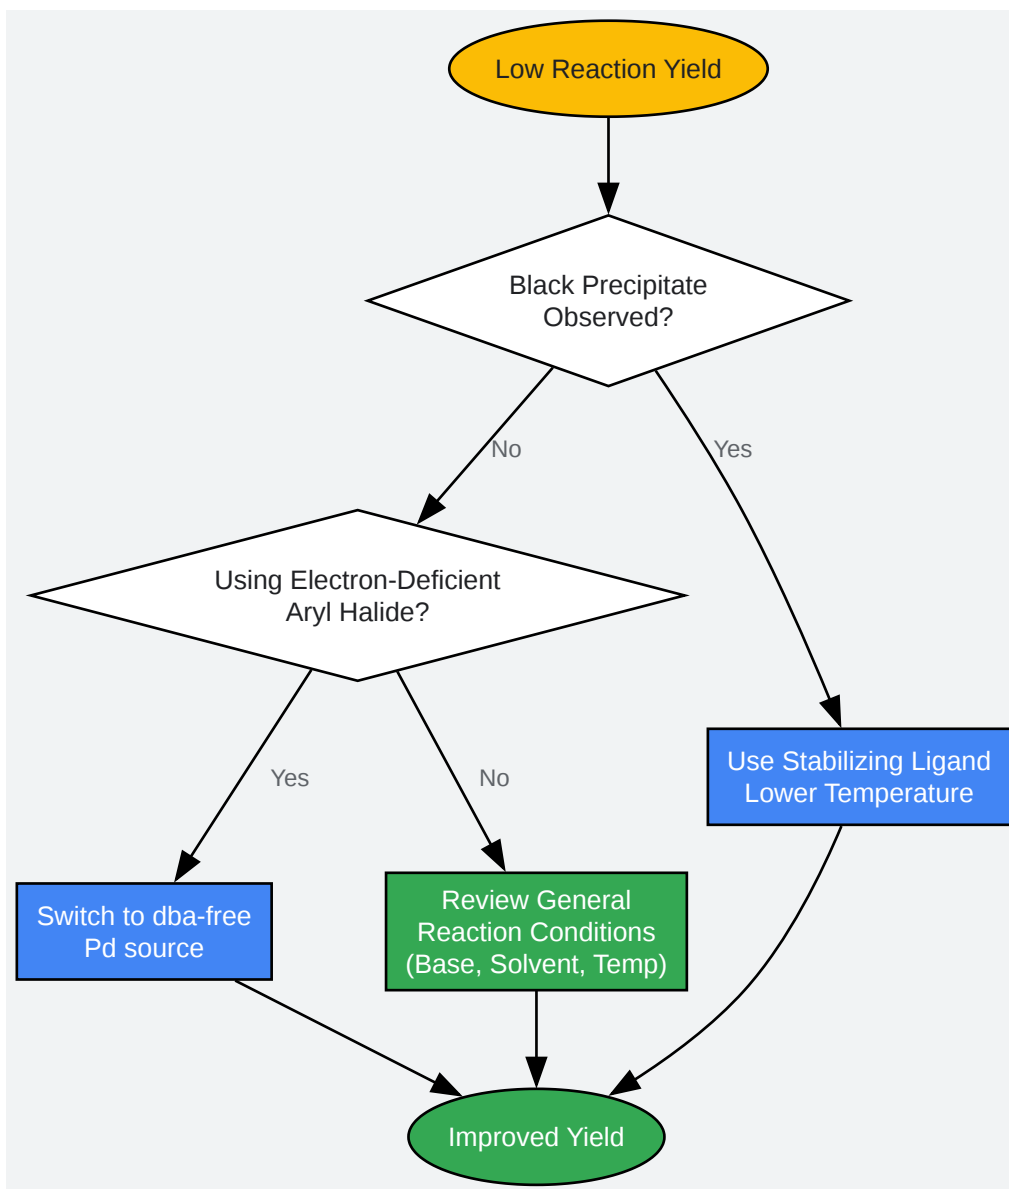 Low Reaction Yield
Black Precipitate
Observed?
No
Yes
Using Electron-Deficient
Aryl Halide?
Yes
No
Use Stabilizing Ligand
Lower Temperature
Switch to dba-free
Pd source
Review General
Reaction Conditions
(Base, Solvent, Temp)
Improved Yield